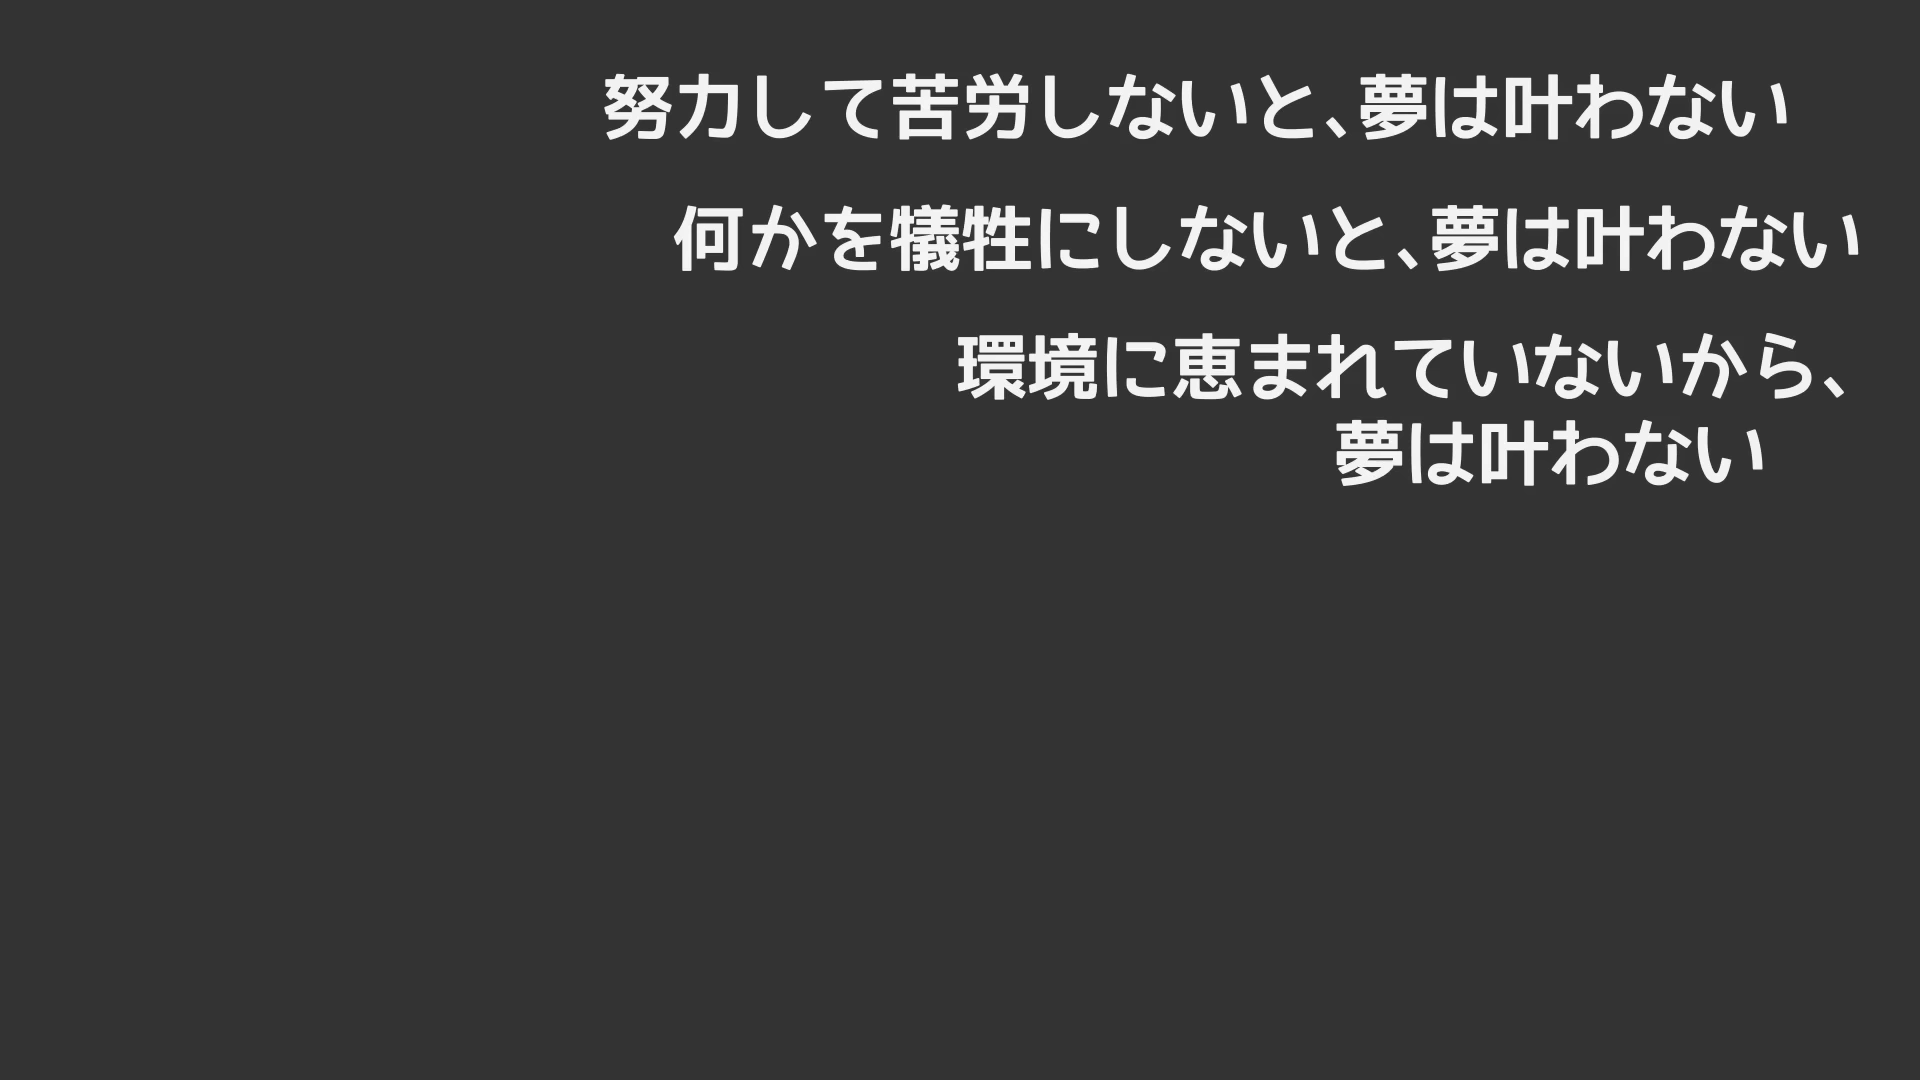 努力して苦労しないと、夢は叶わない
何かを犠牲にしないと、夢は叶わない
環境に恵まれていないから、
夢は叶わない